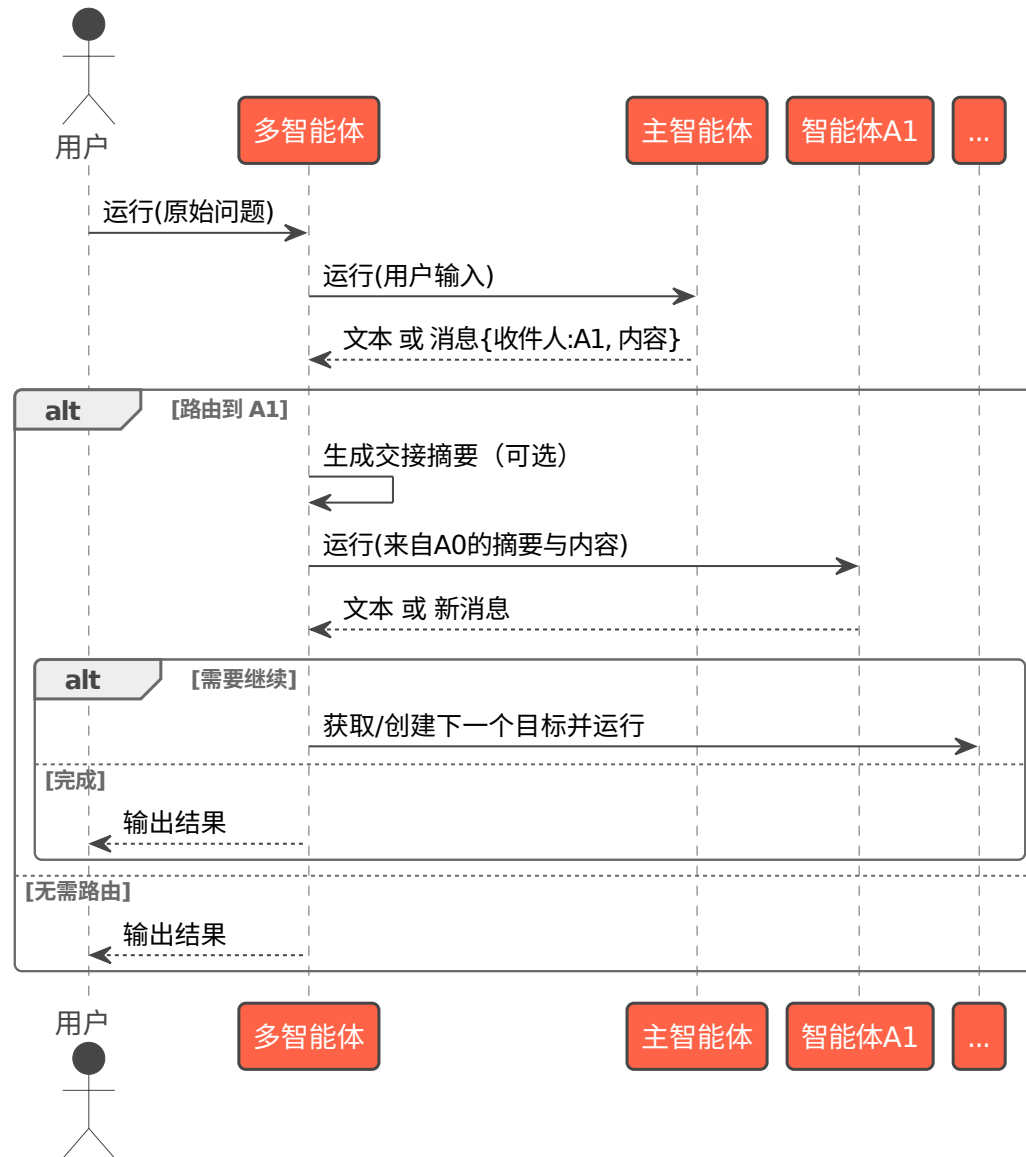 用户
多智能体
主智能体
智能体A1
...
运行(原始问题)
运行(用户输入)
文本 或 消息{收件人:A1, 内容}
alt
[路由到 A1]
生成交接摘要（可选）
运行(来自A0的摘要与内容)
文本 或 新消息
alt
[需要继续]
获取/创建下一个目标并运行
[完成]
输出结果
[无需路由]
输出结果
用户
多智能体
主智能体
智能体A1
...